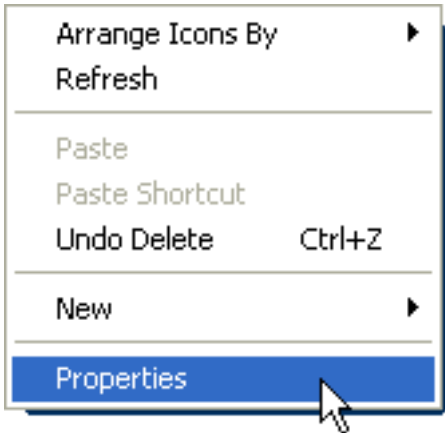 Arrange Icons By
Refresh
Paste
Paste Shortcut
Undo Delete Ctrl+Z
New
Properties